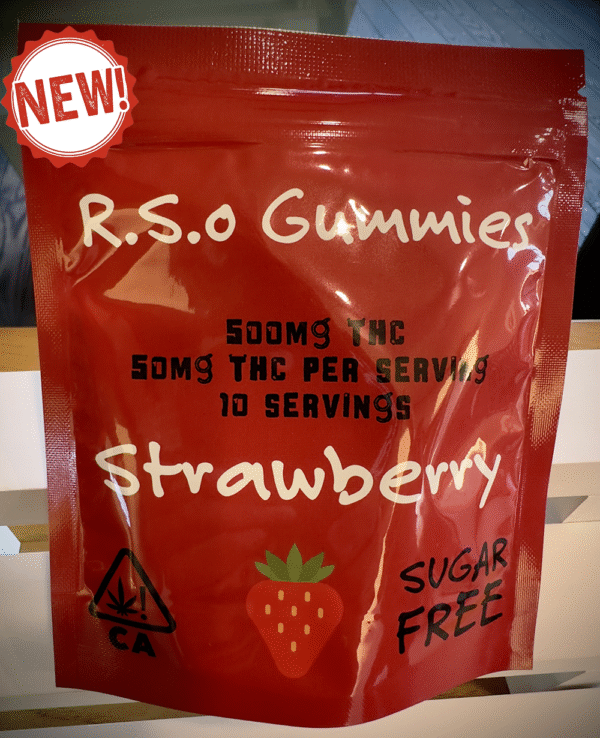 NEW!
R.S.o Gummies
500mg THC
50mg THC PER SERVING
10 SERVINGS
Strawberry
SUGAR
FREE
CA